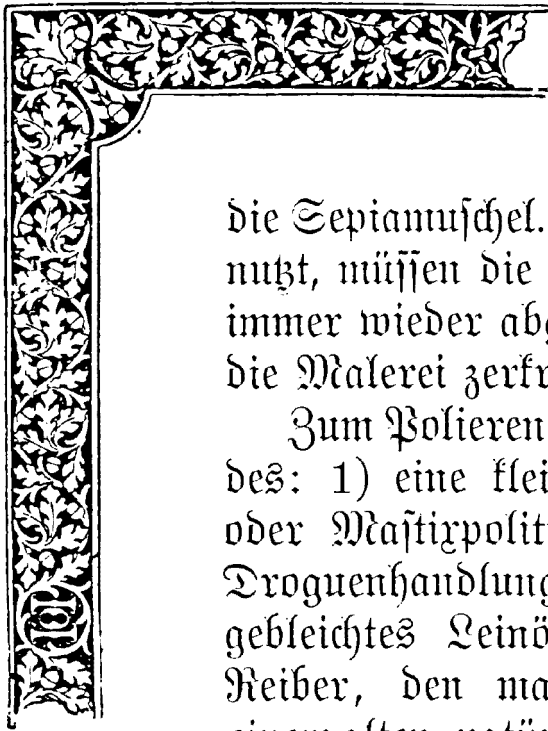 die Sepiamuſchel.
nutzt, müſſen die
immer wieder abg
die Malerei zerkr
Zum Polieren
des: 1) eine klei
oder Maſtixpolit
Droguenhandlung
gebleichtes Leinö
Reiber, den ma